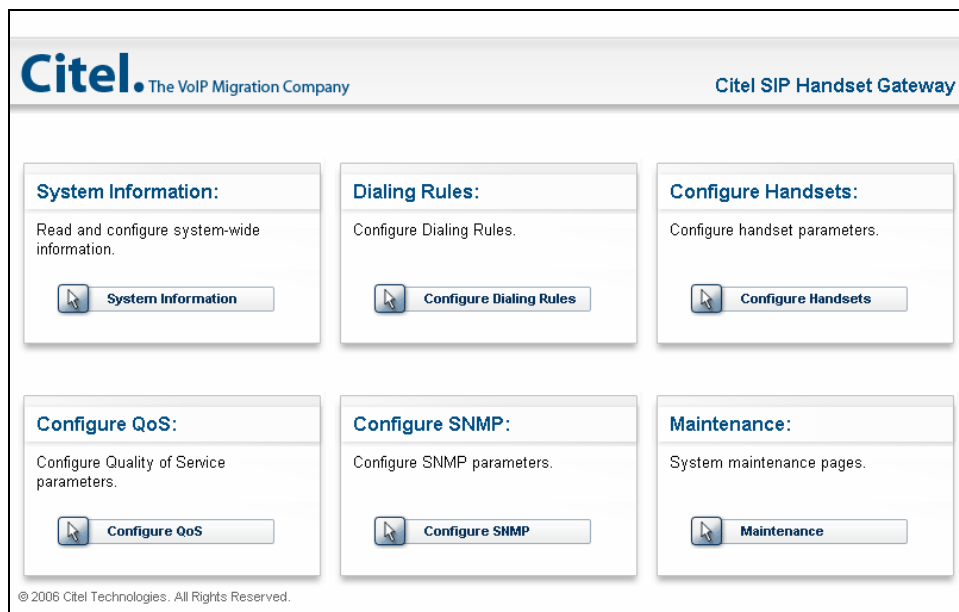 Citel. The VoIP Migration Company
Citel SIP Handset Gateway
System Information:
Read and configure system-wide
information.
System Information
Dialing Rules:
Configure Dialing Rules.
Configure Dialing Rules
Configure Handsets:
Configure handset parameters.
Configure Handsets
Configure QoS:
Configure Quality of Service
parameters.
Configure QoS
Configure SNMP:
Configure SNMP parameters.
Configure SNMP
Maintenance:
System maintenance pages.
Maintenance
© 2006 Citel Technologies. All Rights Reserved.